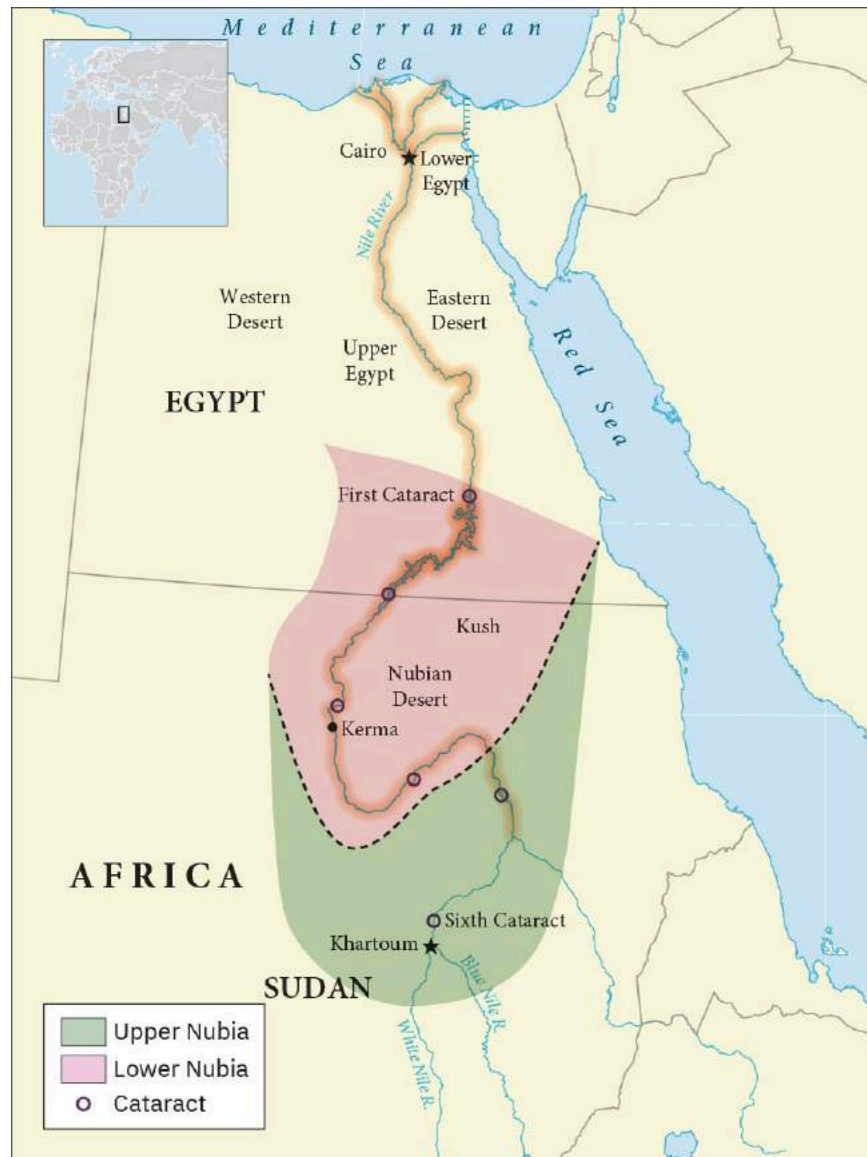 Mediterranean
Sea
Cairo
Lower
Egypt
Nile River
Western
Desert
Eastern
Desert
Upper
Egypt
Red Sea
EGYPT
First Cataract
Kush
Nubian
Desert
Kerma
AFRICA
Sixth Cataract
Khartoum
SUDAN
Blue Nile R.
White Nile R.
Upper Nubia
Lower Nubia
Cataract